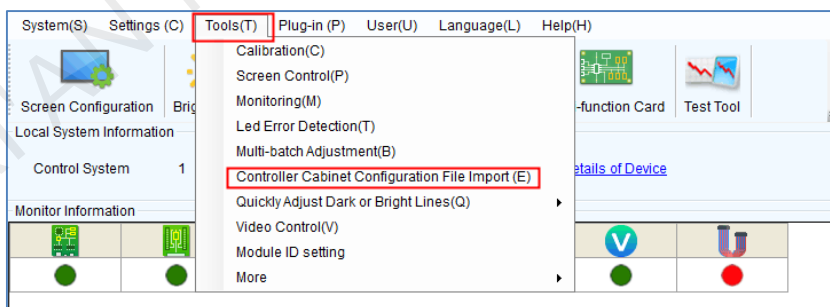 System(S) Settings (C) Tools(T) Plug-in (P) User(U) Language(L) Help(H)
Calibration(C)
Screen Control(P)
Monitoring(M)
Led Error Detection(T)
Multi-batch Adjustment(B)
Controller Cabinet Configuration File Import (E)
Quickly Adjust Dark or Bright Lines(Q)
Video Control(V)
Module ID setting
More
Screen Configuration Brig -function Card Test Tool
Local System Information
Control System 1 etails of Device
Monitor Information
V